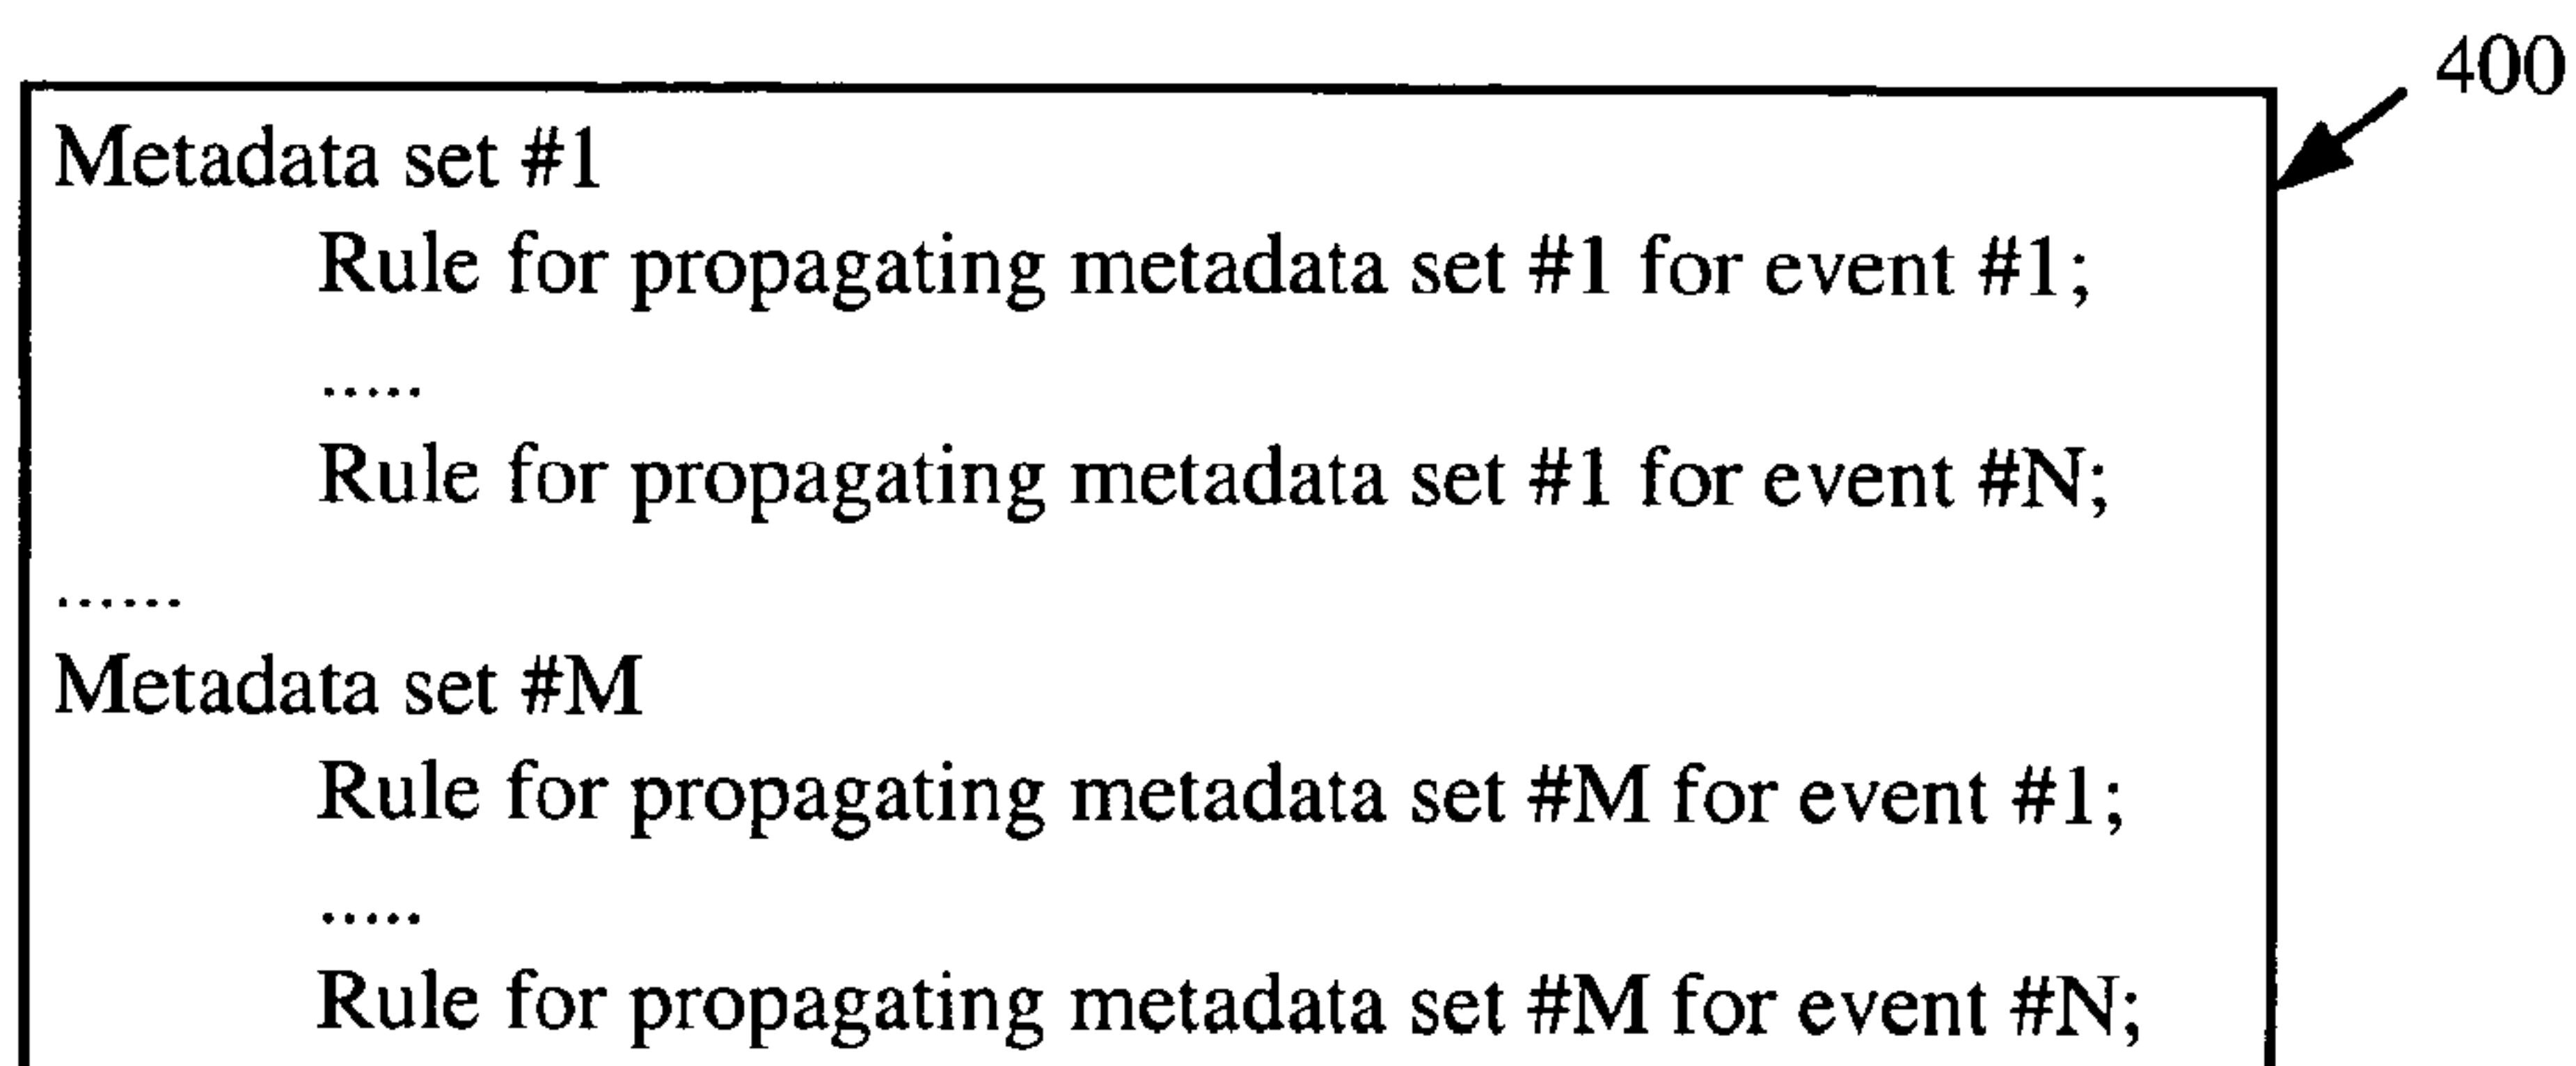 400
Metadata set #1
Rule for propagating metadata set #1 for event #1;
.....
Rule for propagating metadata set #1 for event #N;
......
Metadata set #M
Rule for propagating metadata set #M for event #1;
.....
Rule for propagating metadata set #M for event #N;